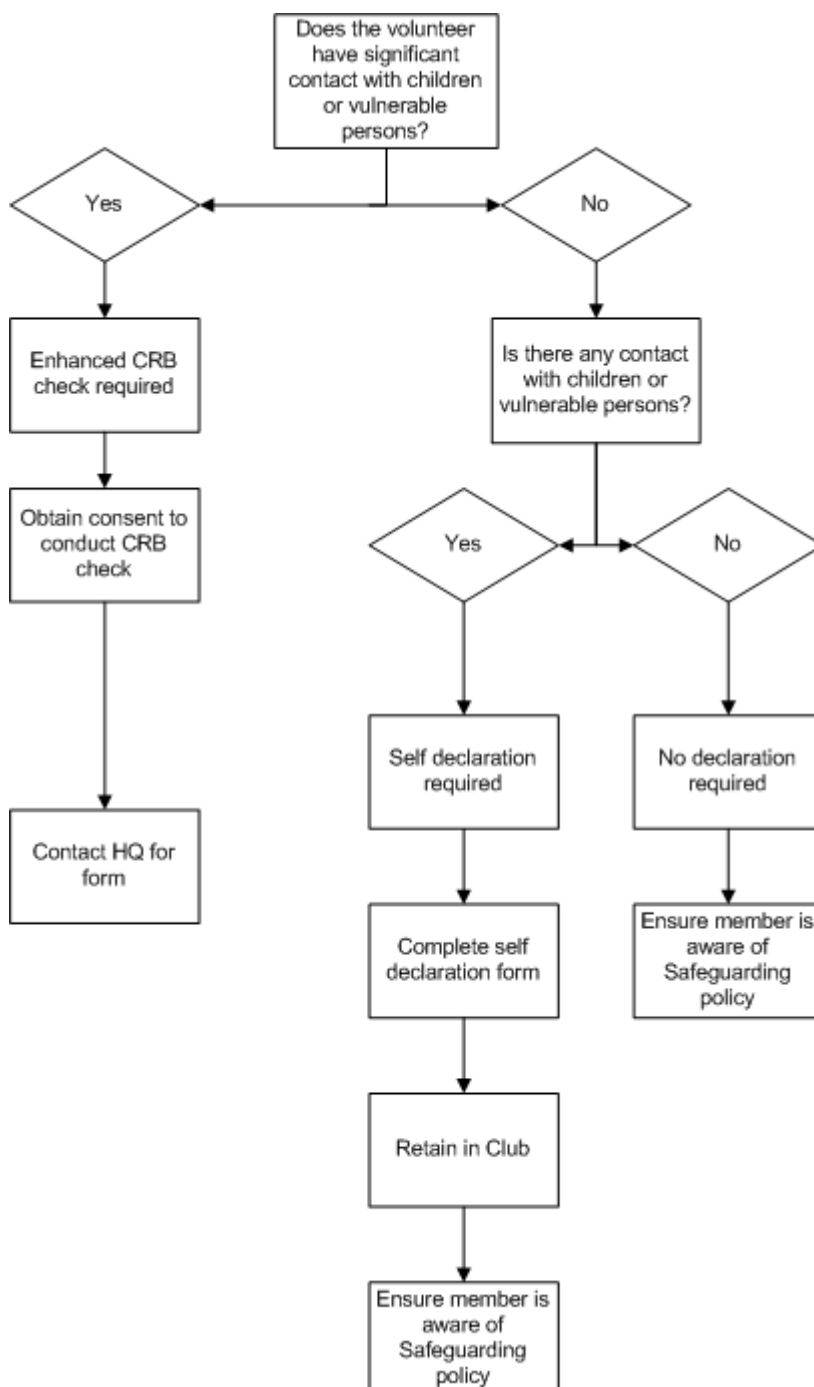 Does the volunteer
have significant
contact with children
or vulnerable
persons?
Yes
No
Enhanced CRB
check required
Is there any contact
with children or
vulnerable persons?
Obtain consent to
conduct CRB
check
Yes
No
Self declaration
required
No declaration
required
Contact HQ for
form
Complete self
declaration form
Ensure member is
aware of
Safeguarding
policy
Retain in Club
Ensure member is
aware of
Safeguarding
policy